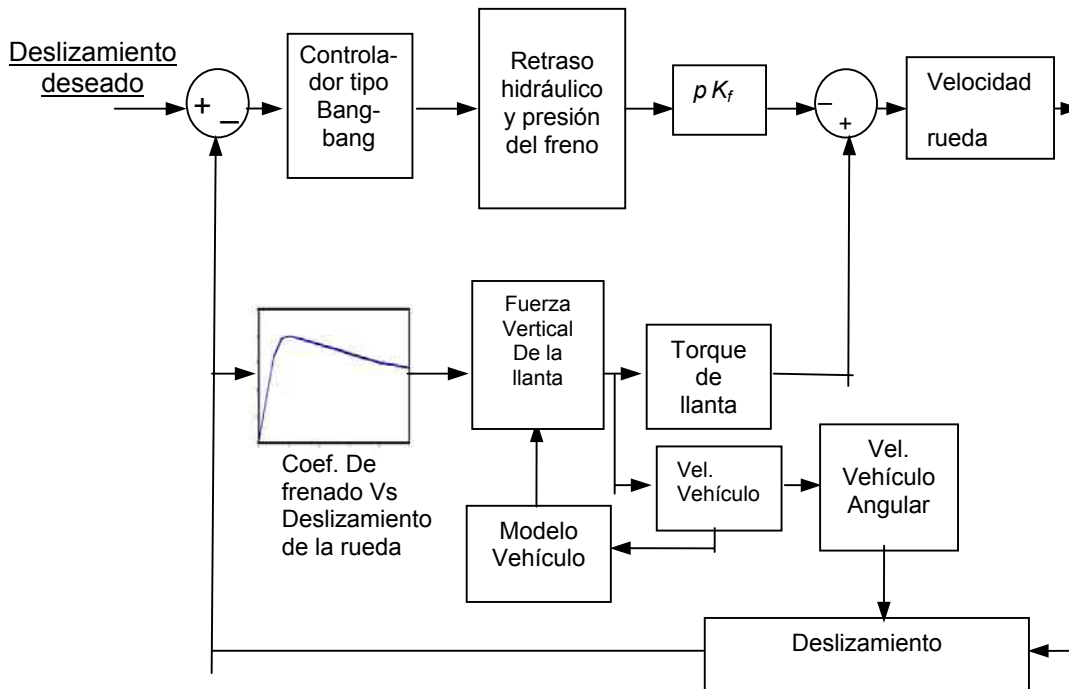 Deslizamiento
deseado
+
−
Controla-
dor tipo
Bang-
bang
Retraso
hidráulico
y presión
del freno
p K_f
−
+
Velocidad
rueda
Coef. De
frenado Vs
Deslizamiento
de la rueda
Fuerza
Vertical
De la
llanta
Torque
de
llanta
Vel.
Vehículo
Vel.
Vehículo
Angular
Modelo
Vehículo
Deslizamiento